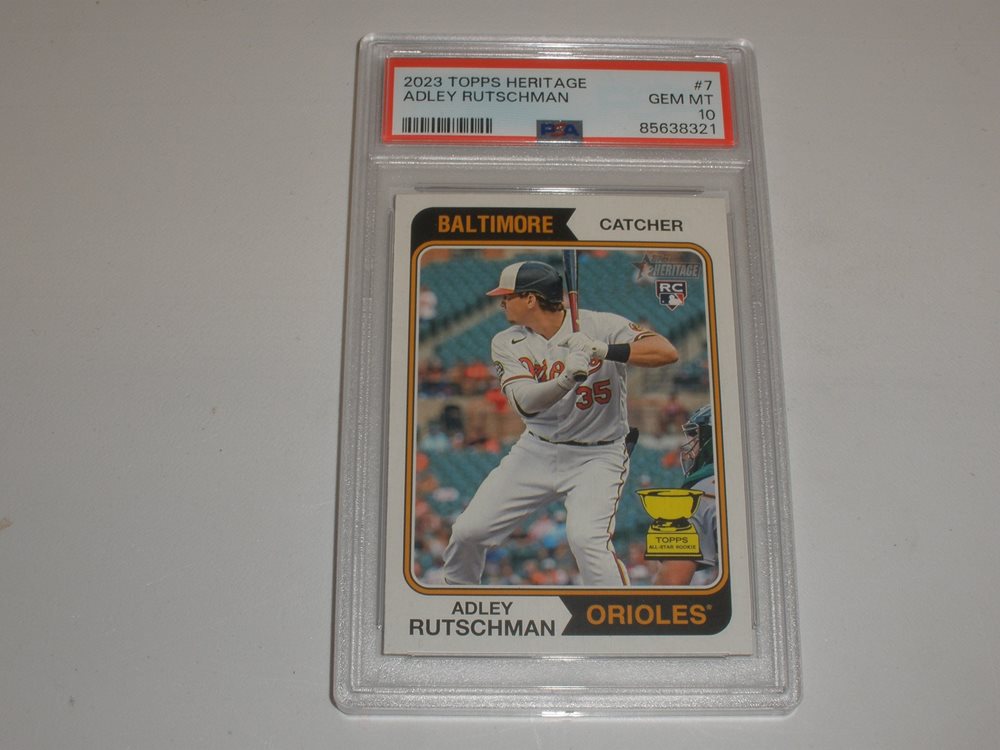 2023 TOPPS HERITAGE #7
ADLEY RUTSCHMAN GEM MT
10
PSA 85638321
BALTIMORE CATCHER
TOPPS
HERITAGE
RC
35
TOPPS
ALL-STAR ROOKIE
ADLEY
RUTSCHMAN
ORIOLES